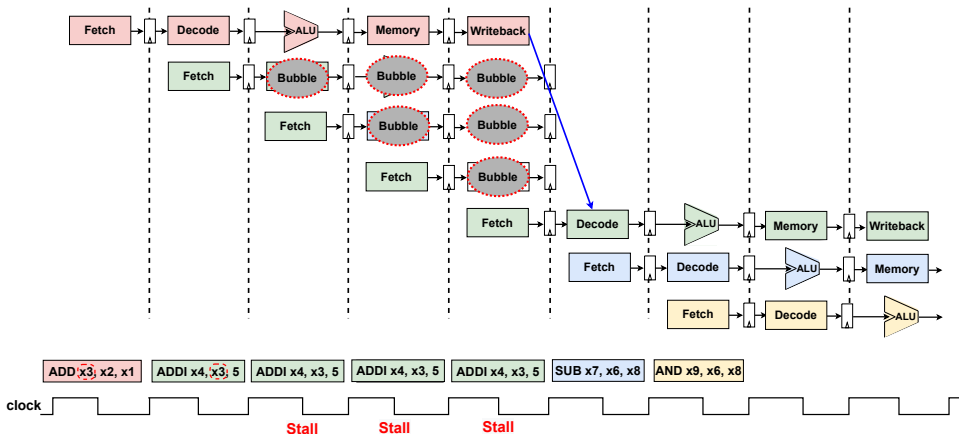 Fetch Decode ALU Memory Writeback
Fetch Bubble Bubble Bubble
Fetch Bubble Bubble
Fetch Bubble
Fetch Decode ALU Memory Writeback
Fetch Decode ALU Memory
Fetch Decode ALU
ADD x3, x2, x1 ADDI x4, x3, 5 ADDI x4, x3, 5 ADDI x4, x3, 5 ADDI x4, x3, 5 SUB x7, x6, x8 AND x9, x6, x8
clock
Stall Stall Stall